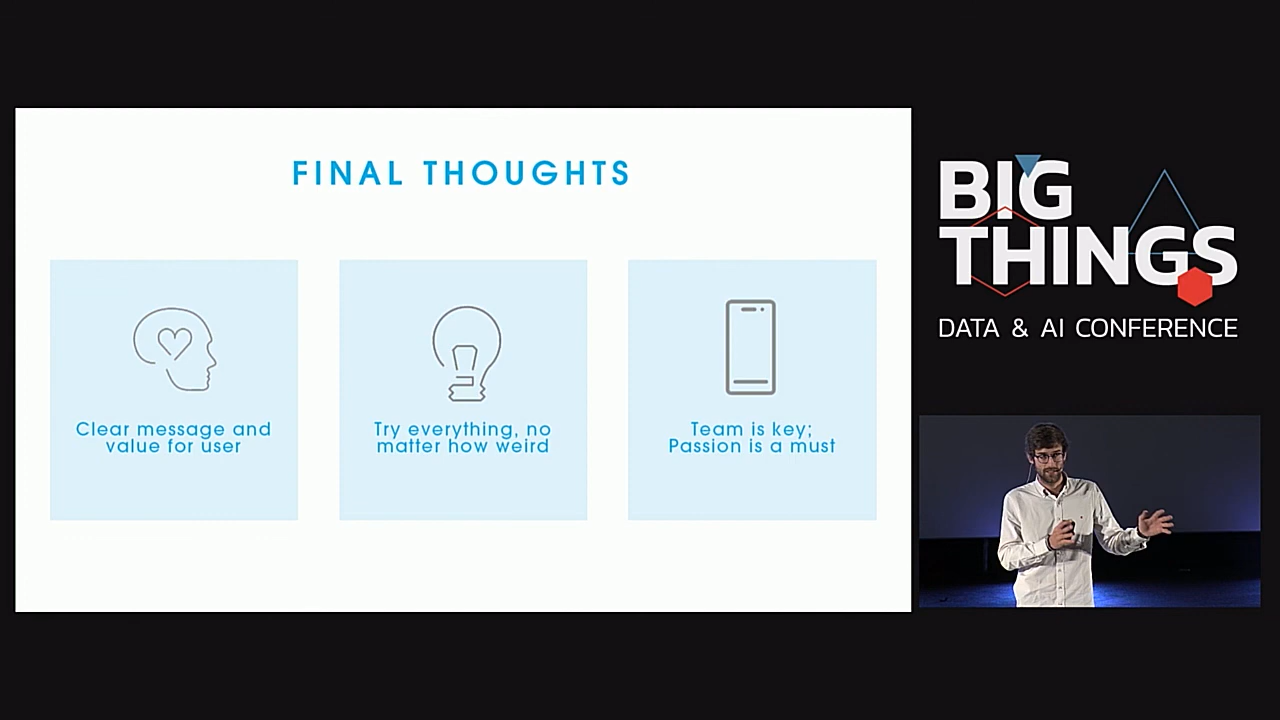 FINAL THOUGHTS
Clear message and
value for user
Try everything, no
matter how weird
Team is key;
Passion is a must
BIG
THINGS
DATA & AI CONFERENCE